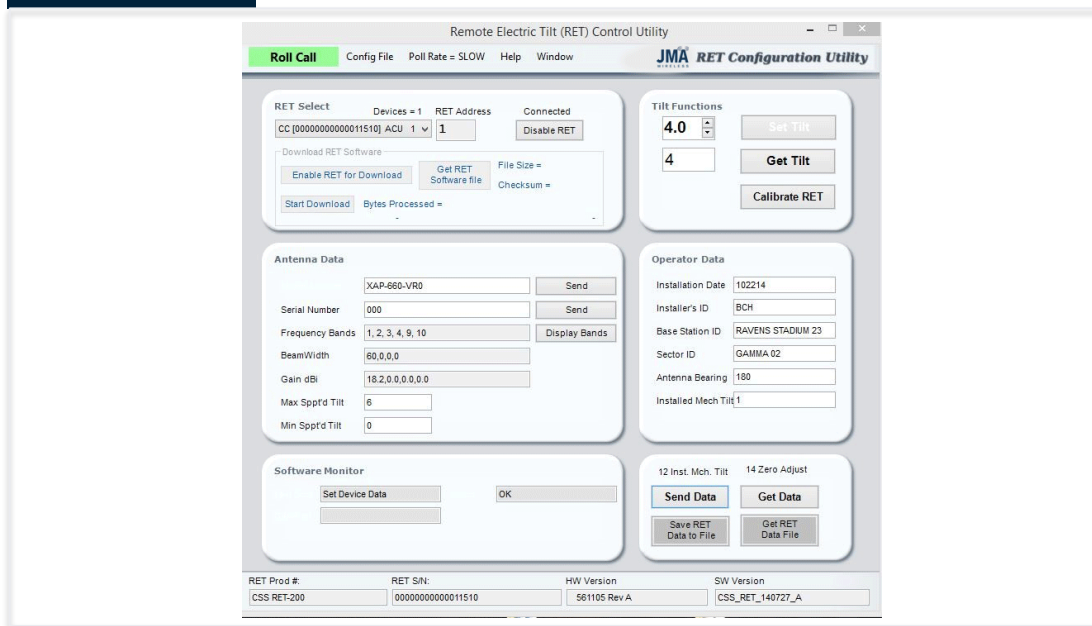 Remote Electric Tilt (RET) Control Utility
Roll Call Config File Poll Rate = SLOW Help Window JMA WIRELESS RET Configuration Utility
RET Select Devices = 1 RET Address Connected
CC [00000000000011510] ACU 1 1 Disable RET
Download RET Software
Enable RET for Download Get RET Software file File Size =
Checksum =
Start Download Bytes Processed =
- -
Tilt Functions
4.0 Set Tilt
4 Get Tilt
Calibrate RET
Antenna Data
XAP-660-VR0 Send
Serial Number 000 Send
Frequency Bands 1, 2, 3, 4, 9, 10 Display Bands
BeamWidth 60,0,0,0
Gain dBi 18.2,0.0,0.0,0.0
Max Sppt'd Tilt 6
Min Sppt'd Tilt 0
Operator Data
Installation Date 102214
Installer's ID BCH
Base Station ID RAVENS STADIUM 23
Sector ID GAMMA 02
Antenna Bearing 180
Installed Mech Tilt 1
Software Monitor
Set Device Data OK
12 Inst. Mch. Tilt 14 Zero Adjust
Send Data Get Data
Save RET Data to File Get RET Data File
RET Prod #: RET S/N: HW Version SW Version
CSS RET-200 00000000000011510 561105 Rev A CSS_RET_140727_A